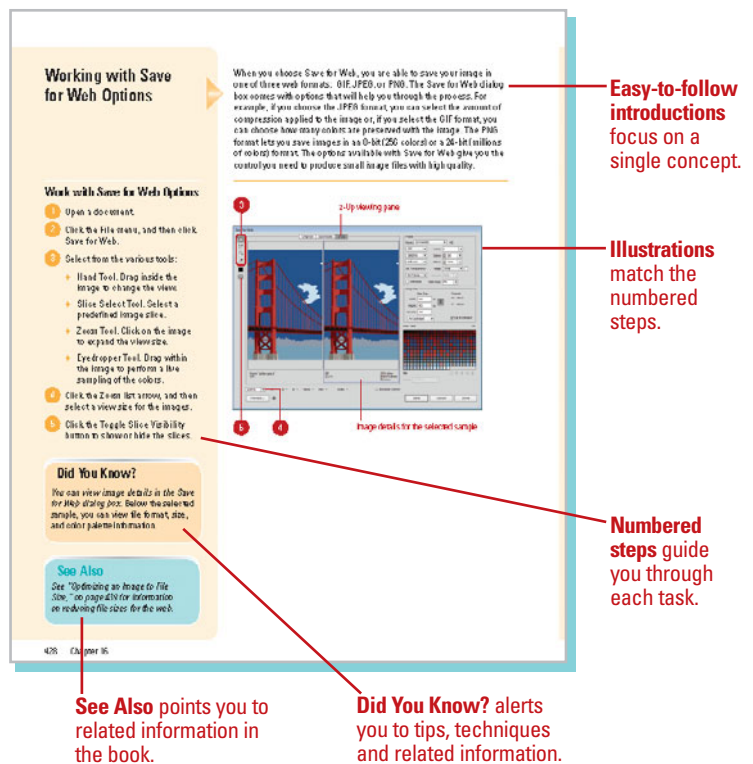 Working with Save
for Web Options
When you choose Save for Web, you are able to save your image in
one of three web formats: GIF, JPEG, or PNG. The Save for Web dialog
box comes with options that will help you through the process. For
example, if you choose the JPEG format, you can select the amount of
compression applied to the image or, if you select the GIF format, you
can choose how many colors are preserved with the image. The PNG
format lets you save images in an 8-bit (256 colors) or a 24-bit (millions
of colors) format. The options available with Save for Web give you the
control you need to produce small image files with high quality.
Work with Save for Web Options
1 Open a document.
2 Click the File menu, and then click
Save for Web.
3 Select from the various tools:
Hand Tool. Drag inside the
image to change the view.
Slice Select Tool. Select a
predefined image slice.
Zoom Tool. Click on the image
to expand the view size.
Eyedropper Tool. Drag within
the image to perform a live
sampling of the colors.
4 Click the Zoom list arrow, and then
select a view size for the images.
5 Click the Toggle Slice Visibility
button to show or hide the slices.
Did You Know?
You can view image details in the Save
for Web dialog box. Below the selected
sample, you can view file format, size,
and color palette information.
See Also
See "Optimizing an Image to File
Size," on page for information
on reducing file sizes for the web.
428 Chapter 16
3
2-Up viewing pane
5
4
Image details for the selected sample
Easy-to-follow
introductions
focus on a
single concept.
Illustrations
match the
numbered
steps.
Numbered
steps guide
you through
each task.
See Also points you to
related information in
the book.
Did You Know? alerts
you to tips, techniques
and related information.